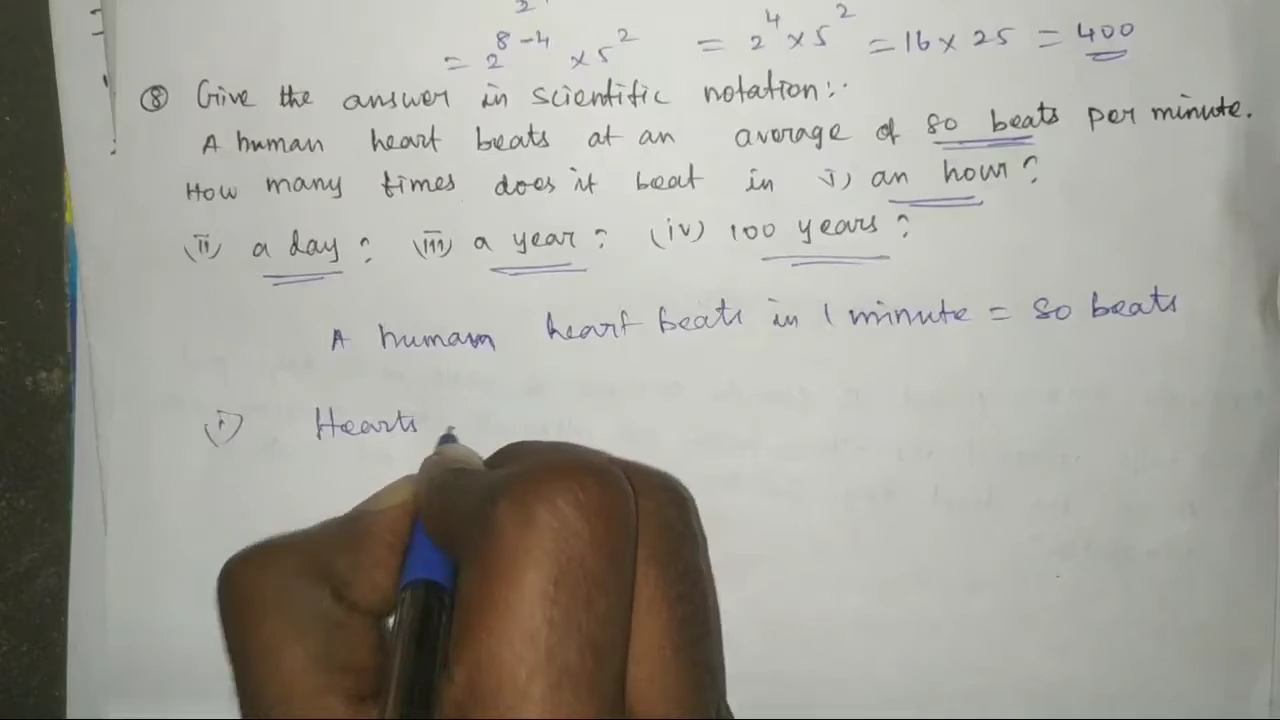 = 2^{8-4} × 5^2 = 2^4 × 5^2 = 16 × 25 = 400
⑧ Give the answer in scientific notation:-
A human heart beats at an average of 80 beats per minute.
How many times does it beat in i) an hour?
(ii) a day? (iii) a year? (iv) 100 years?
A human heart beats in 1 minute = 80 beats
i) Hearts